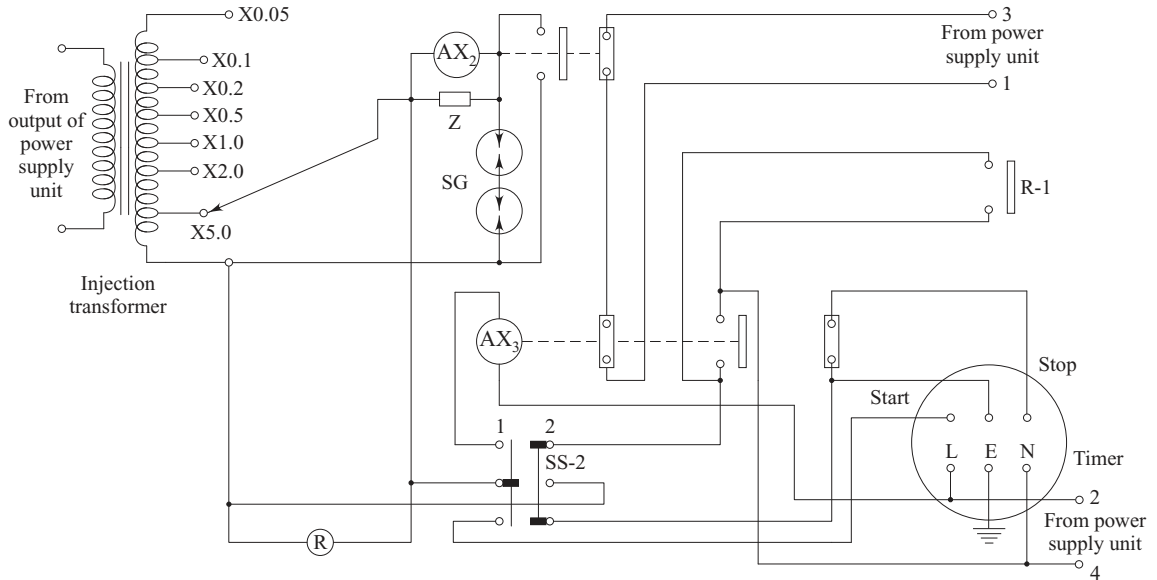 X0.05
X0.1
X0.2
X0.5
X1.0
X2.0
X5.0
From
output of
power
supply
unit
Injection
transformer
AX2
Z
SG
3
From power
supply unit
1
R-1
AX3
1
2
SS-2
R
Stop
Start
L
E
N
Timer
2
From power
supply unit
4